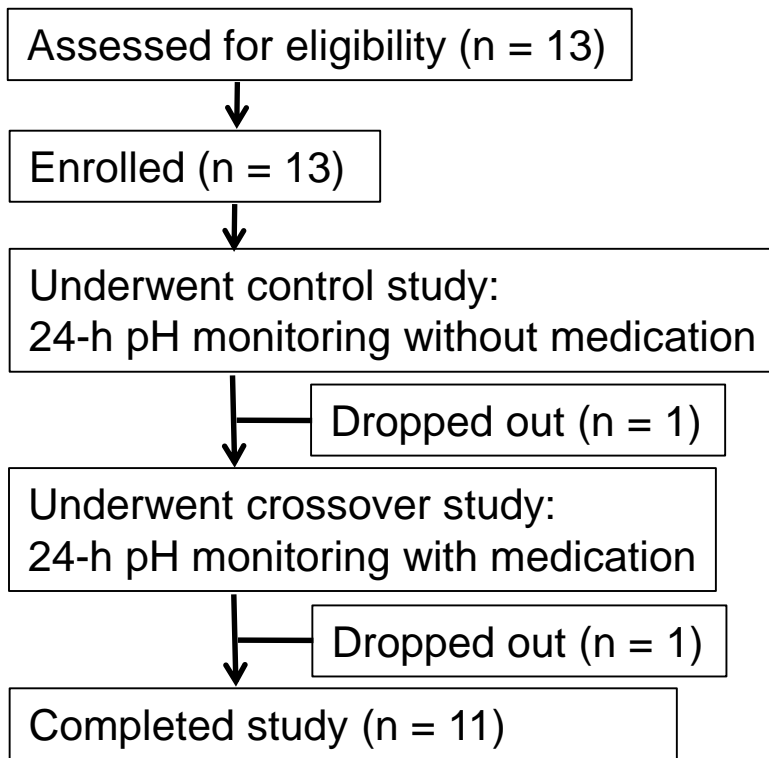 Assessed for eligibility (n = 13)
Enrolled (n = 13)
Underwent control study:
24-h pH monitoring without medication
Dropped out (n = 1)
Underwent crossover study:
24-h pH monitoring with medication
Dropped out (n = 1)
Completed study (n = 11)